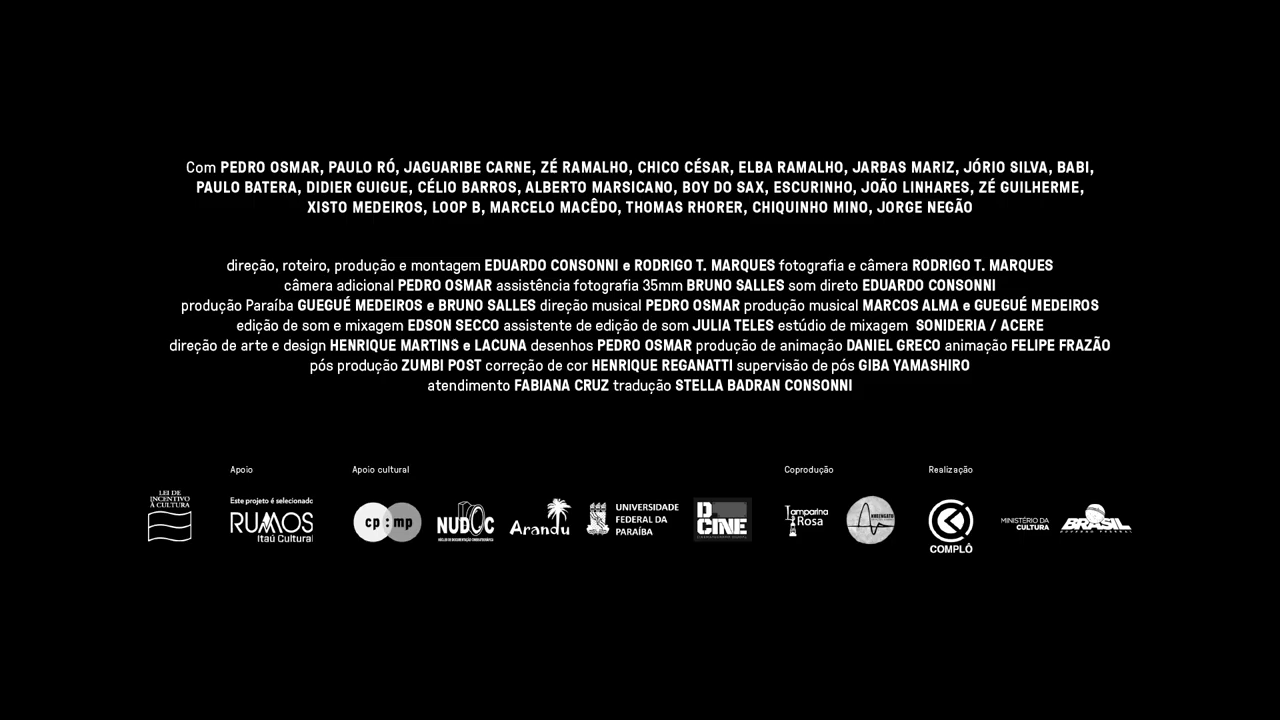 Com PEDRO OSMAR, PAULO RÓ, JAGUARIBE CARNE, ZÉ RAMALHO, CHICO CÉSAR, ELBA RAMALHO, JARBAS MARIZ, JÓRIO SILVA, BABI,
PAULO BATERA, DIDIER GUIGUE, CÉLIO BARROS, ALBERTO MARSICANO, BOY DO SAX, ESCURINHO, JOÃO LINHARES, ZÉ GUILHERME,
XISTO MEDEIROS, LOOP B, MARCELO MACÊDO, THOMAS RHORER, CHIQUINHO MINO, JORGE NEGÃO
direção, roteiro, produção e montagem EDUARDO CONSONNI e RODRIGO T. MARQUES fotografia e câmera RODRIGO T. MARQUES
câmera adicional PEDRO OSMAR assistência fotografia 35mm BRUNO SALLES som direto EDUARDO CONSONNI
produção Paraíba GUEGUÉ MEDEIROS e BRUNO SALLES direção musical PEDRO OSMAR produção musical MARCOS ALMA e GUEGUÉ MEDEIROS
edição de som e mixagem EDSON SECCO assistente de edição de som JULIA TELES estúdio de mixagem SONIDERIA / ACERE
direção de arte e design HENRIQUE MARTINS e LACUNA desenhos PEDRO OSMAR produção de animação DANIEL GRECO animação FELIPE FRAZÃO
pós produção ZUMBI POST correção de cor HENRIQUE REGANATTI supervisão de pós GIBA YAMASHIRO
atendimento FABIANA CRUZ tradução STELLA BADRAN CONSONNI
Apoio
Apoio cultural
Coprodução
Realização
LEI DE
INCENTIVO
À CULTURA
Este projeto é selecionado
RUMOS
Itaú Cultural
cp:mp
NUDOC
NÚCLEO DE DOCUMENTAÇÃO CINEMATOGRÁFICA
Arandu
UNIVERSIDADE
FEDERAL DA
PARAÍBA
D
CINE
Lamparina
Rosa
COMPLÔ
MINISTÉRIO DA
CULTURA
BRASIL
GOVERNO FEDERAL